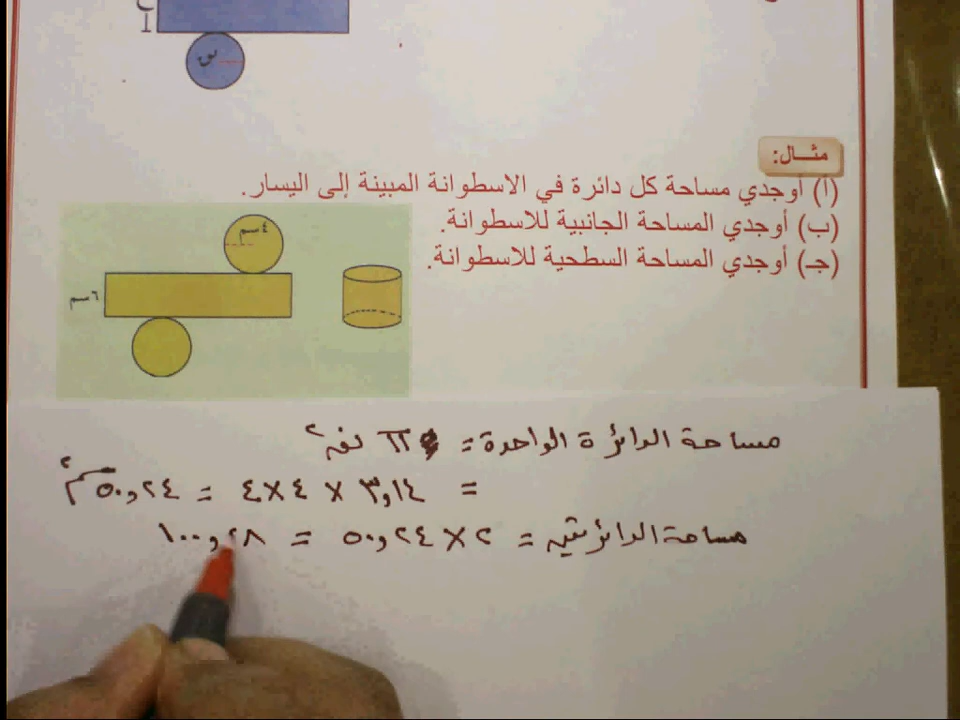 نق
مثـــال:
(أ) أوجدي مساحة كل دائرة في الاسطوانة المبينة إلى اليسار.
(ب) أوجدي المساحة الجانبية للاسطوانة.
(جـ) أوجدي المساحة السطحية للاسطوانة.
٤سم
٦سم
مساحة الدائرة الواحدة = π نق٢
= ٣,١٤ × ٤×٤ = ٥٠,٢٤ سم٢
مساحة الدائرتين = ٢ × ٥٠,٢٤ = ١٠٠,٤٨